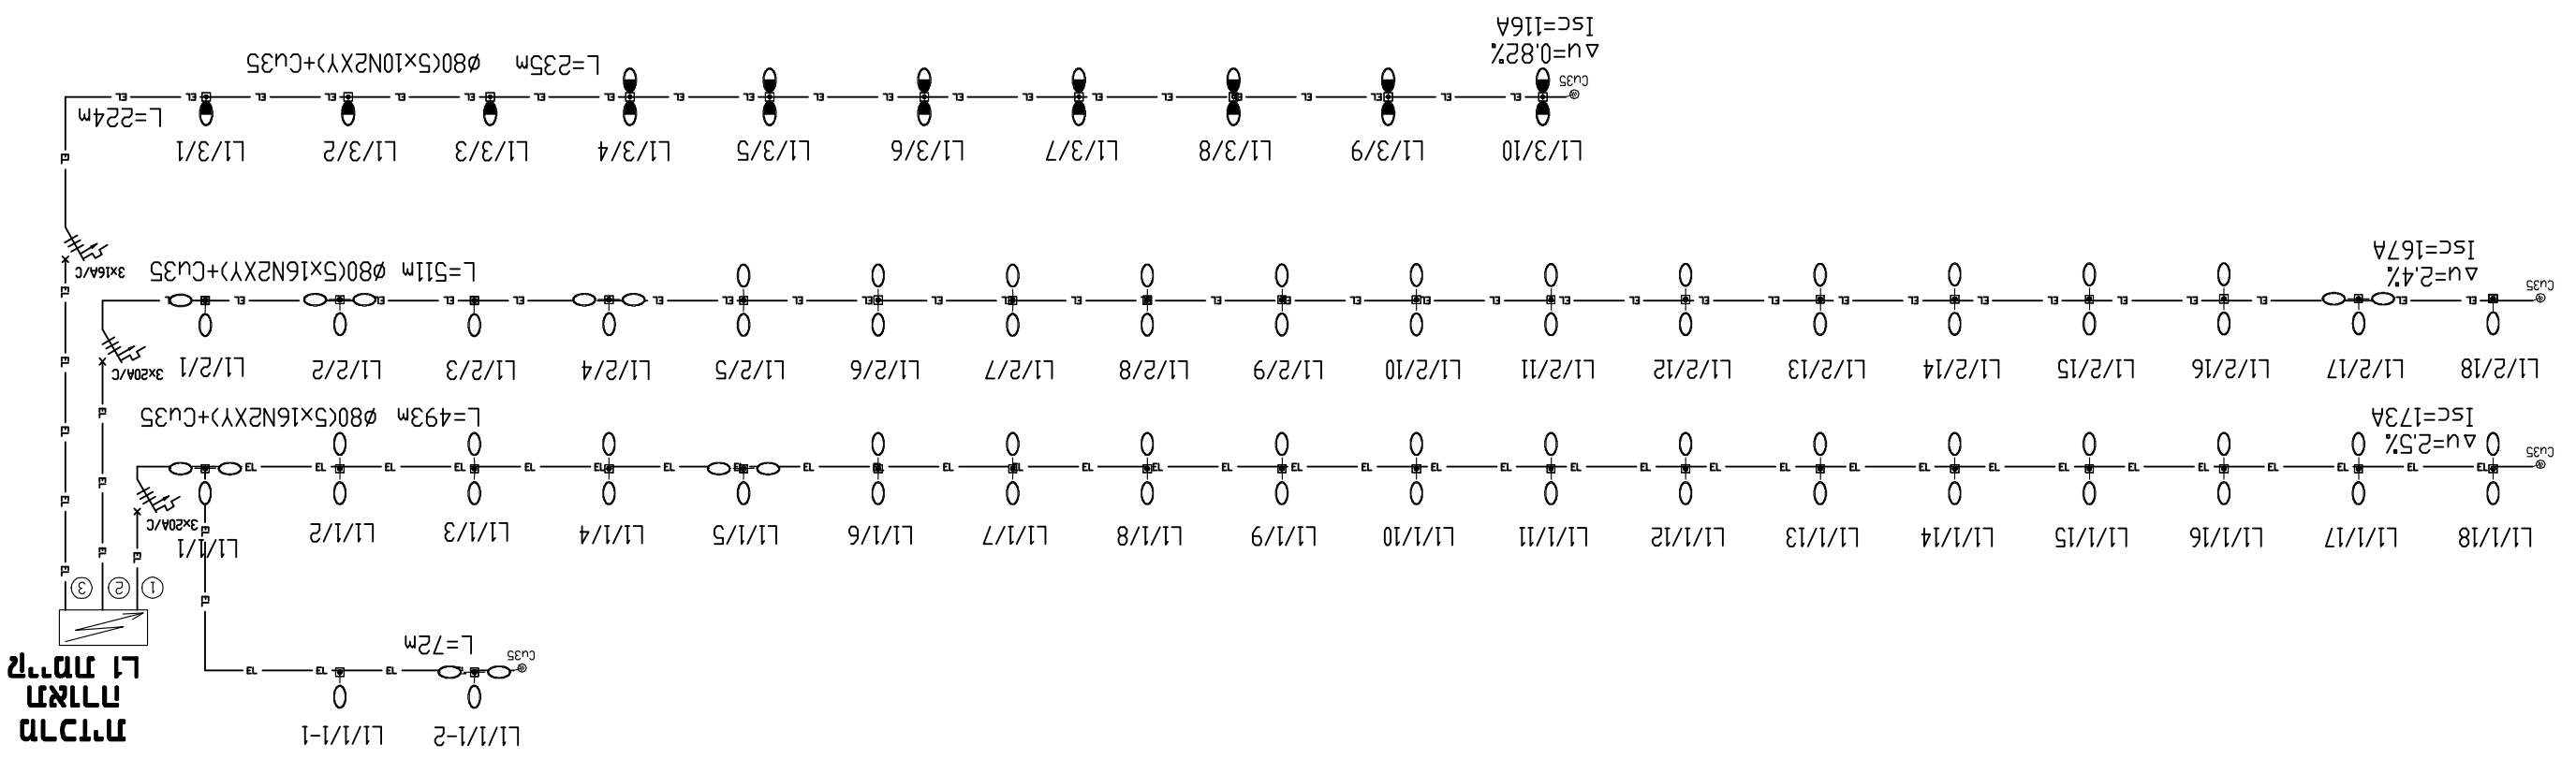 מרכזית
תאורה
קיימת L1
L1/1/1-2
L1/1/1-1
Cu35
L=72m
1
2
3
L1/1/18
L1/1/17
L1/1/16
L1/1/15
L1/1/14
L1/1/13
L1/1/12
L1/1/11
L1/1/10
L1/1/9
L1/1/8
L1/1/7
L1/1/6
L1/1/5
L1/1/4
L1/1/3
L1/1/2
L1/1/1
3x20A/C
Cu35
Δu=2.5%
Isc=173A
L=493m
Ø80(5x16N2XY)+Cu35
L1/2/18
L1/2/17
L1/2/16
L1/2/15
L1/2/14
L1/2/13
L1/2/12
L1/2/11
L1/2/10
L1/2/9
L1/2/8
L1/2/7
L1/2/6
L1/2/5
L1/2/4
L1/2/3
L1/2/2
L1/2/1
3x20A/C
Cu35
Δu=2.4%
Isc=167A
L=511m
Ø80(5x16N2XY)+Cu35
3x16A/C
L1/3/10
L1/3/9
L1/3/8
L1/3/7
L1/3/6
L1/3/5
L1/3/4
L1/3/3
L1/3/2
L1/3/1
L=224m
Cu35
Δu=0.82%
Isc=116A
L=235m
Ø80(5x10N2XY)+Cu35